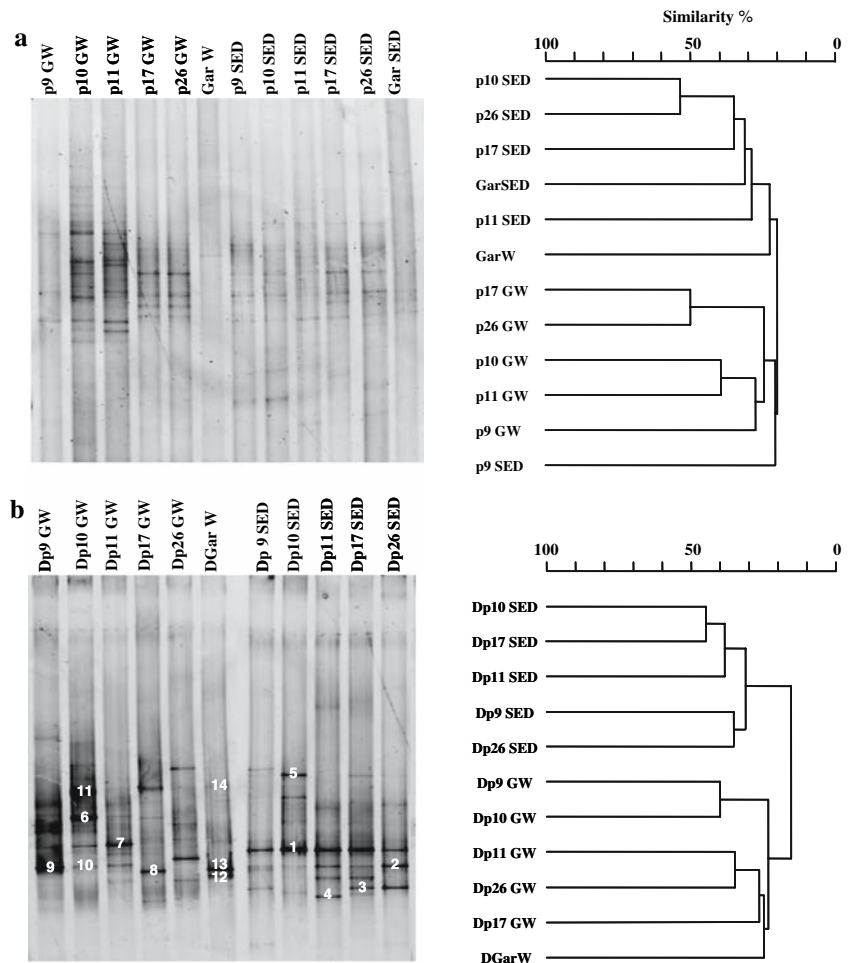 a
p9 GW
p10 GW
p11 GW
p17 GW
p26 GW
Gar W
p9 SED
p10 SED
p11 SED
p17 SED
p26 SED
Gar SED
Similarity %
100 50 0
p10 SED
p26 SED
p17 SED
GarSED
p11 SED
GarW
p17 GW
p26 GW
p10 GW
p11 GW
p9 GW
p9 SED
b
Dp9 GW
Dp10 GW
Dp11 GW
Dp17 GW
Dp26 GW
DGar W
Dp 9 SED
Dp10 SED
Dp11 SED
Dp17 SED
Dp26 SED
5
14
11
6
7
1
9
10
8
13
12
2
3
4
100 50 0
Dp10 SED
Dp17 SED
Dp11 SED
Dp9 SED
Dp26 SED
Dp9 GW
Dp10 GW
Dp11 GW
Dp26 GW
Dp17 GW
DGarW